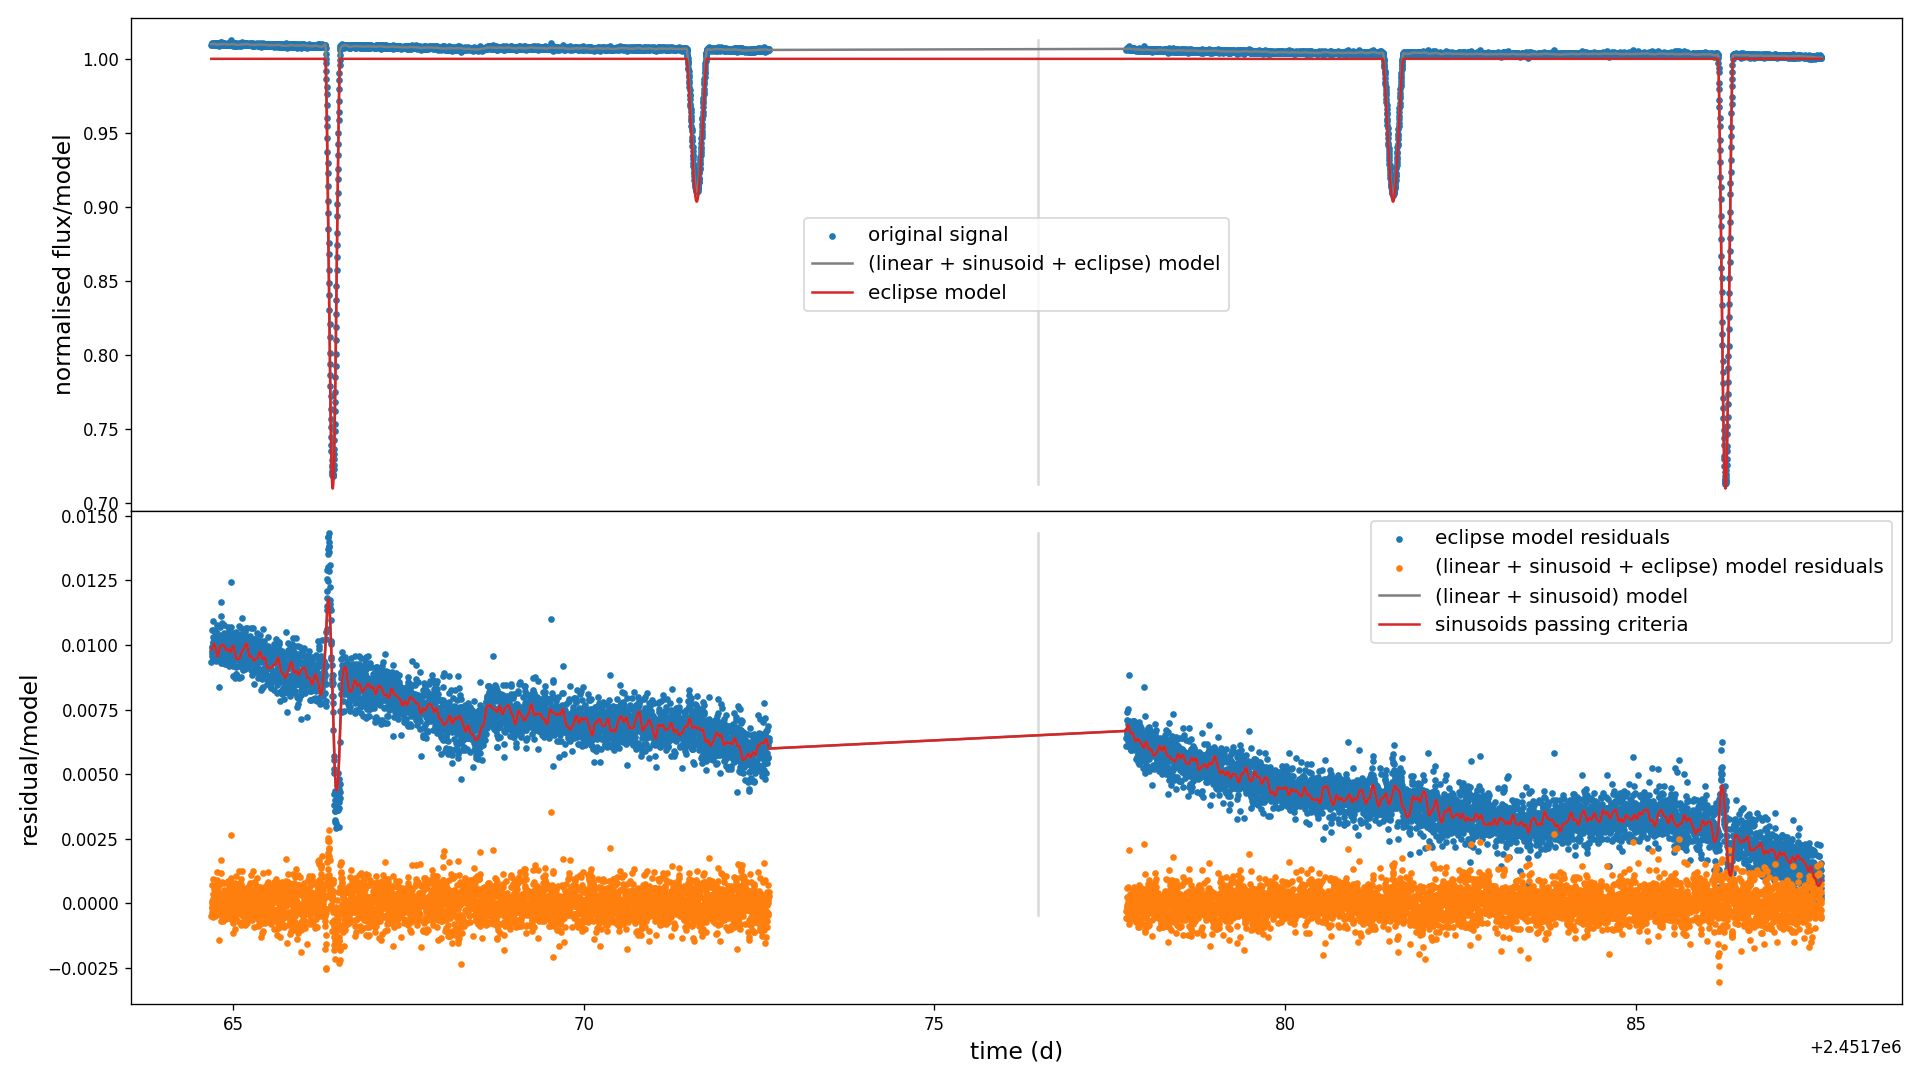 1.00
0.95
0.90
0.85
0.80
0.75
0.70
normalised flux/model
original signal
(linear + sinusoid + eclipse) model
eclipse model
0.0150
0.0125
0.0100
0.0075
0.0050
0.0025
0.0000
−0.0025
residual/model
eclipse model residuals
(linear + sinusoid + eclipse) model residuals
(linear + sinusoid) model
sinusoids passing criteria
65 70 75 80 85
time (d)
+2.4517e6